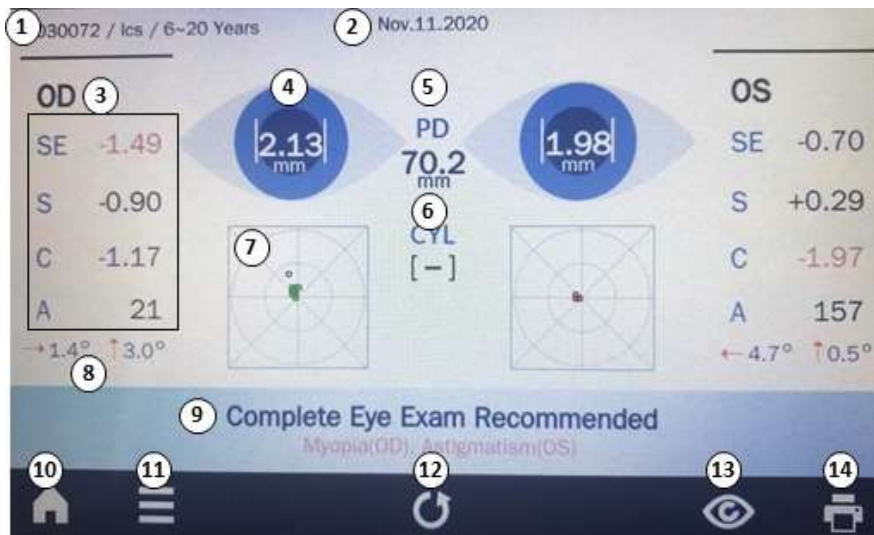 1 030072 / Ics / 6~20 Years
2 Nov.11.2020
OD 3
SE -1.49
S -0.90
C -1.17
A 21
→1.4° ↑3.0°
8
4
2.13
mm
5
PD
70.2
mm
6
CYL
[ – ]
7
1.98
mm
OS
SE -0.70
S +0.29
C -1.97
A 157
←4.7° ↑0.5°
9 Complete Eye Exam Recommended
Myopia(OD), Astigmatism(OS)
10 11 12 13 14